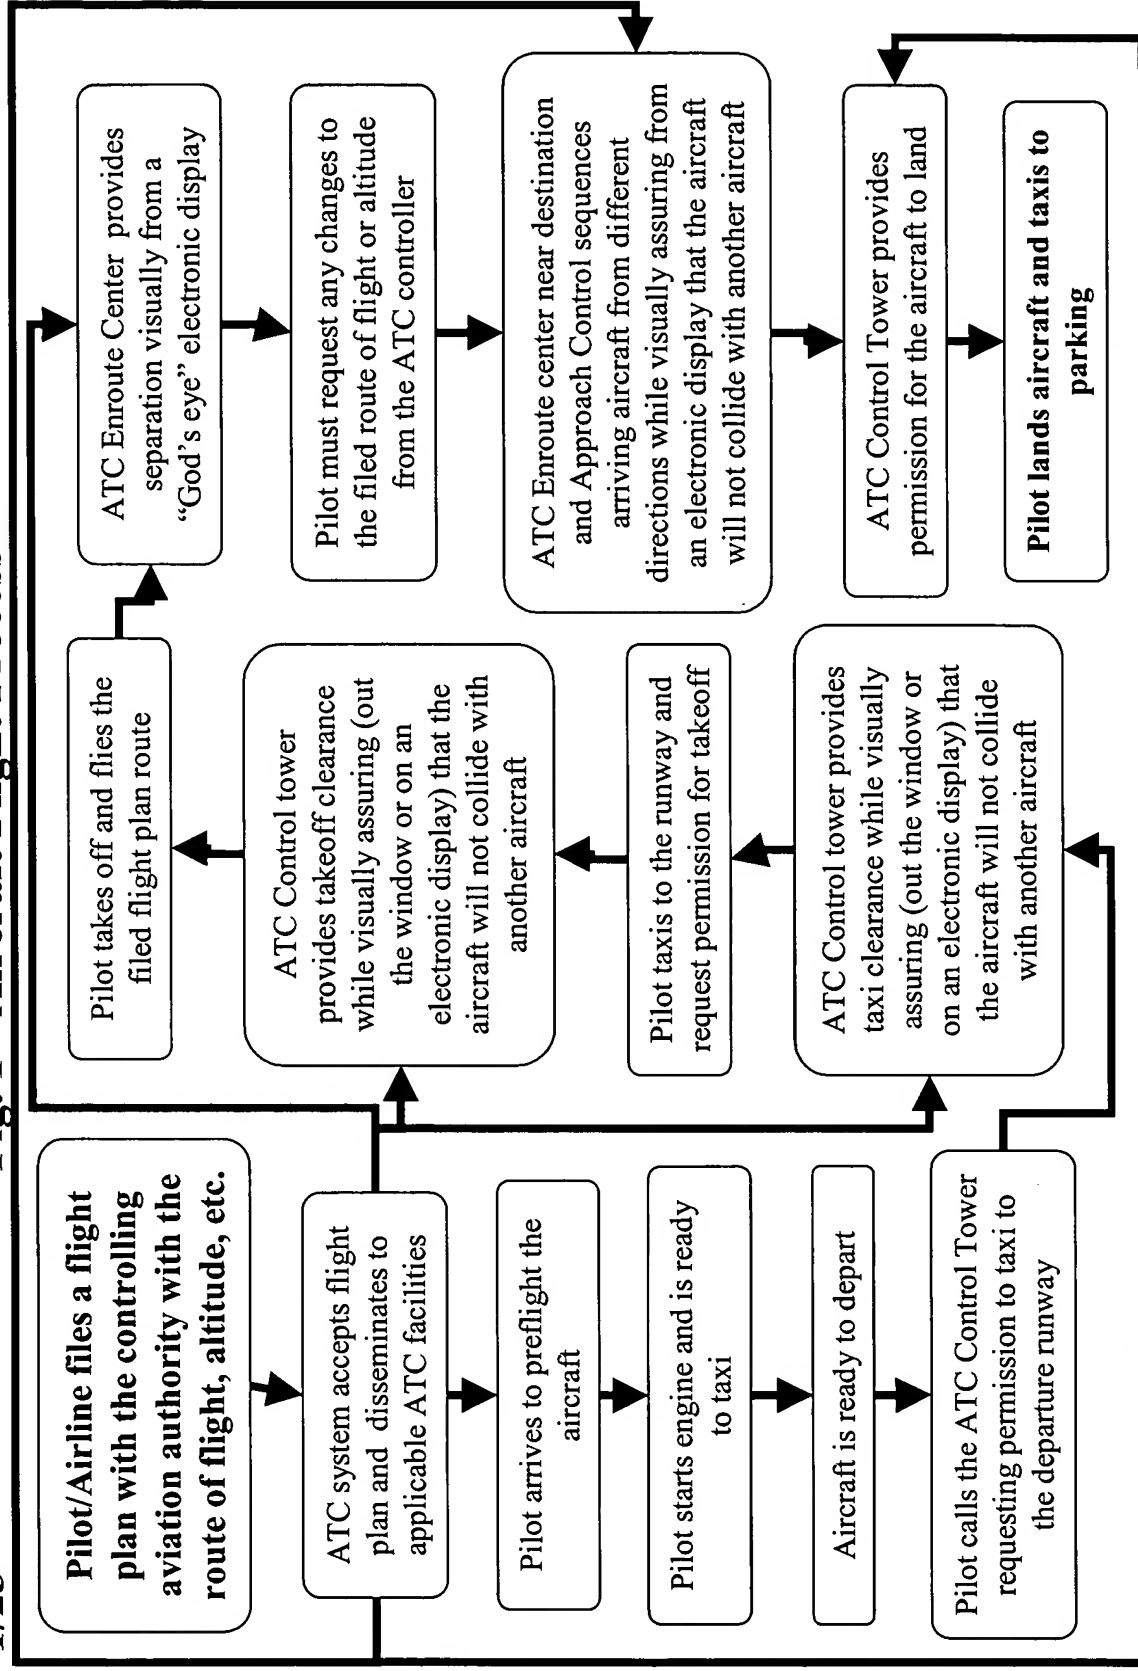 Pilot/Airline files a flight
plan with the controlling
aviation authority with the
route of flight, altitude, etc.
ATC system accepts flight
plan and disseminates to
applicable ATC facilities
Pilot arrives to preflight the
aircraft
Pilot starts engine and is ready
to taxi
Aircraft is ready to depart
Pilot calls the ATC Control Tower
requesting permission to taxi to
the departure runway
Pilot takes off and flies the
filed flight plan route
ATC Control tower
provides takeoff clearance
while visually assuring (out
the window or on an
electronic display) that the
aircraft will not collide with
another aircraft
Pilot taxis to the runway and
request permission for takeoff
ATC Control tower provides
taxi clearance while visually
assuring (out the window or
on an electronic display) that
the aircraft will not collide
with another aircraft
ATC Enroute Center provides
separation visually from a
“God’s eye” electronic display
Pilot must request any changes to
the filed route of flight or altitude
from the ATC controller
ATC Enroute center near destination
and Approach Control sequences
arriving aircraft from different
directions while visually assuring from
an electronic display that the aircraft
will not collide with another aircraft
ATC Control Tower provides
permission for the aircraft to land
Pilot lands aircraft and taxis to
parking